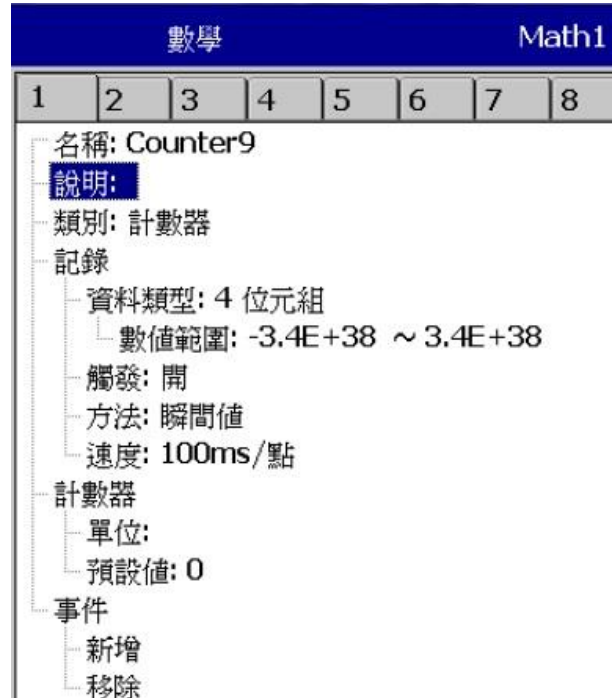 數學 Math1
1 2 3 4 5 6 7 8
名稱: Counter9
說明:
類別: 計數器
記錄
資料類型: 4 位元組
數值範圍: -3.4E+38 ~ 3.4E+38
觸發: 開
方法: 瞬間值
速度: 100ms/點
計數器
單位:
預設值: 0
事件
新增
移除